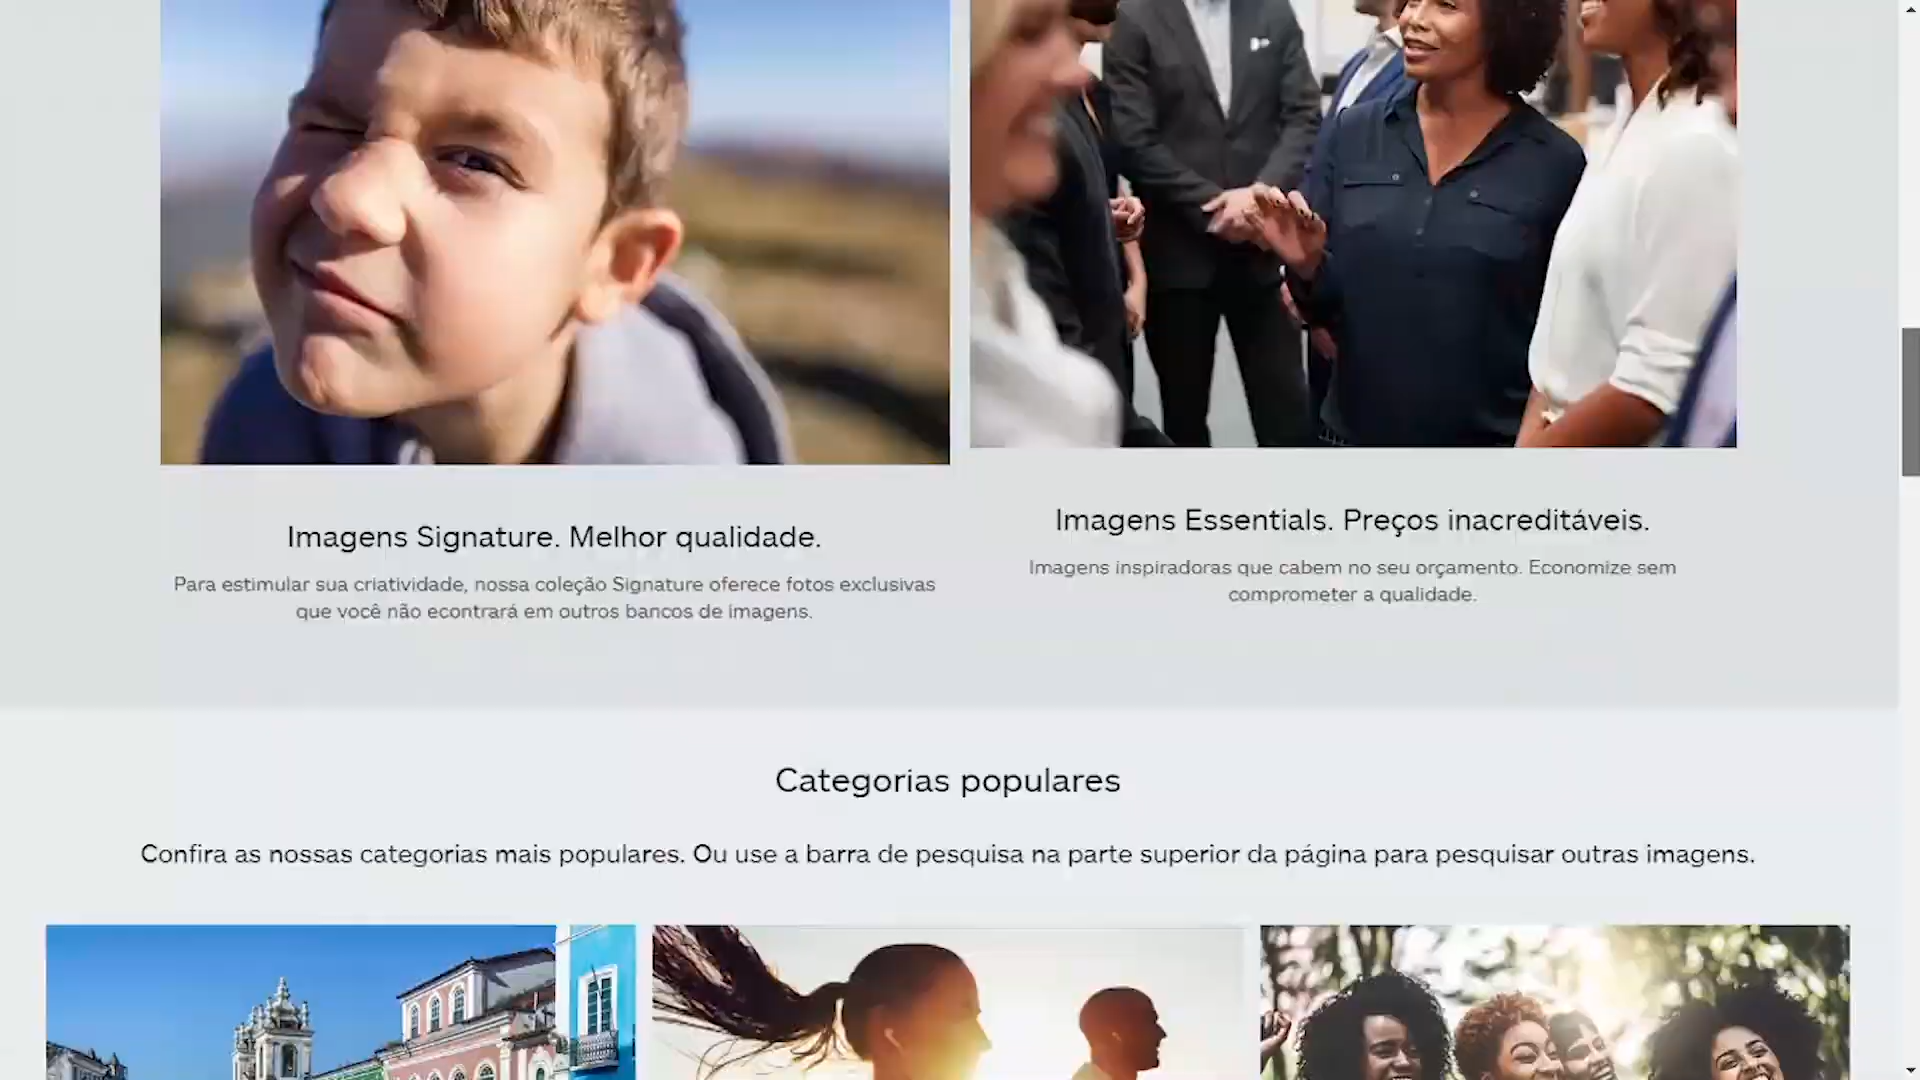 Imagens Signature. Melhor qualidade.
Para estimular sua criatividade, nossa coleção Signature oferece fotos exclusivas
que você não econtrará em outros bancos de imagens.
Imagens Essentials. Preços inacreditáveis.
Imagens inspiradoras que cabem no seu orçamento. Economize sem
comprometer a qualidade.
Categorias populares
Confira as nossas categorias mais populares. Ou use a barra de pesquisa na parte superior da página para pesquisar outras imagens.